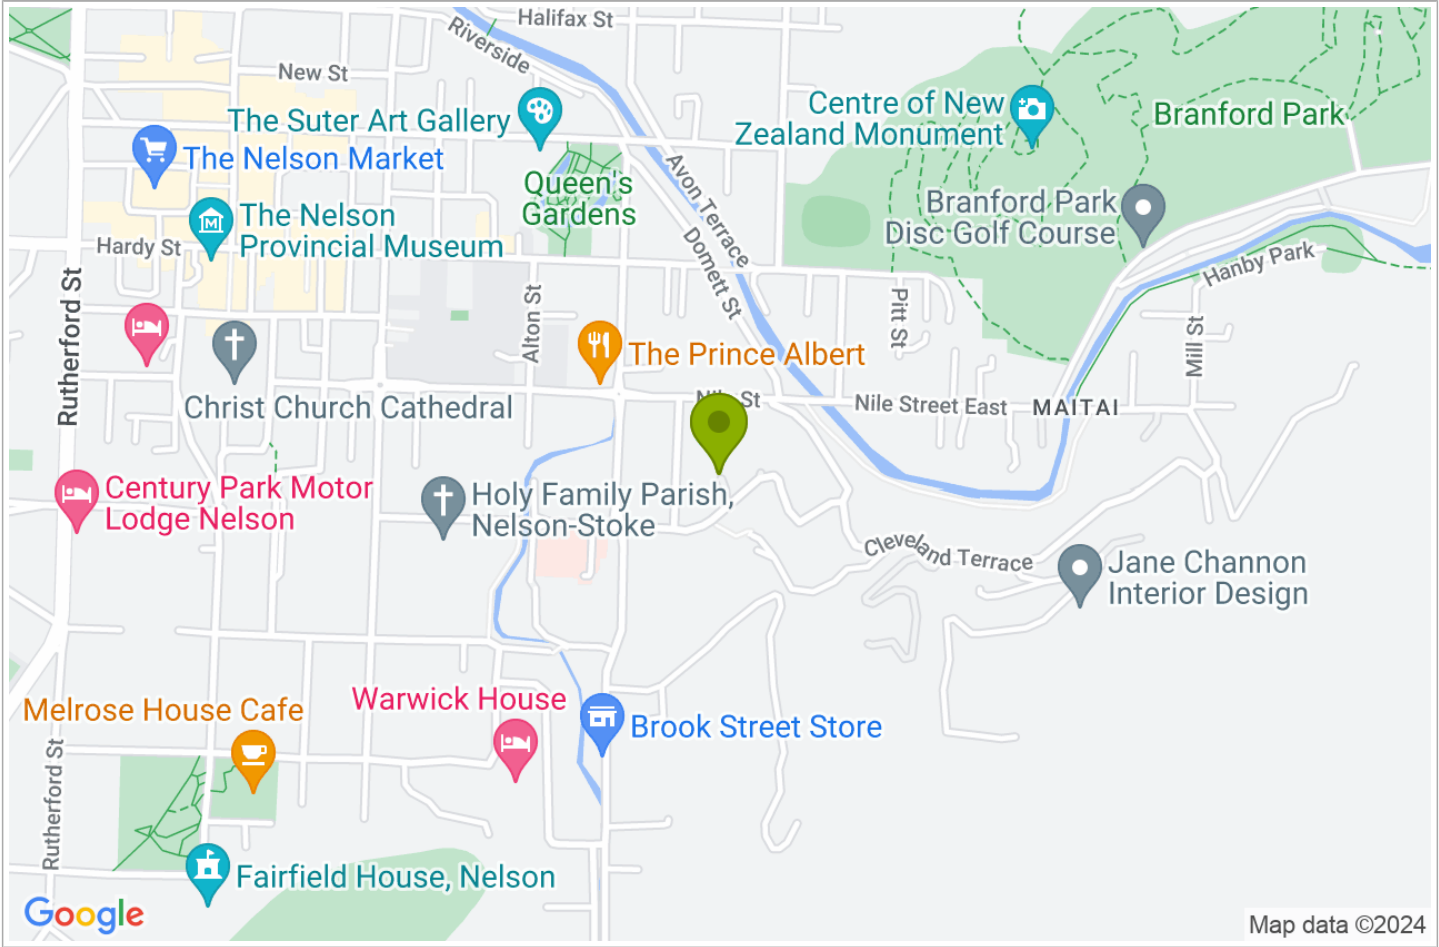 Halifax St
Riverside
New St
The Suter Art Gallery
Centre of New
Zealand Monument
Branford Park
The Nelson Market
Avon Terrace
Queen's
Gardens
The Nelson
Provincial Museum
Branford Park
Disc Golf Course
Hardy St
Domett St
Hanby Park
Rutherford St
Alton St
Pitt St
Mill St
The Prince Albert
Christ Church Cathedral
Nile St
Nile Street East
MAITAI
Century Park Motor
Lodge Nelson
Holy Family Parish,
Nelson-Stoke
Cleveland Terrace
Jane Channon
Interior Design
Melrose House Cafe
Warwick House
Brook Street Store
Rutherford St
Fairfield House, Nelson
Google
Map data ©2024